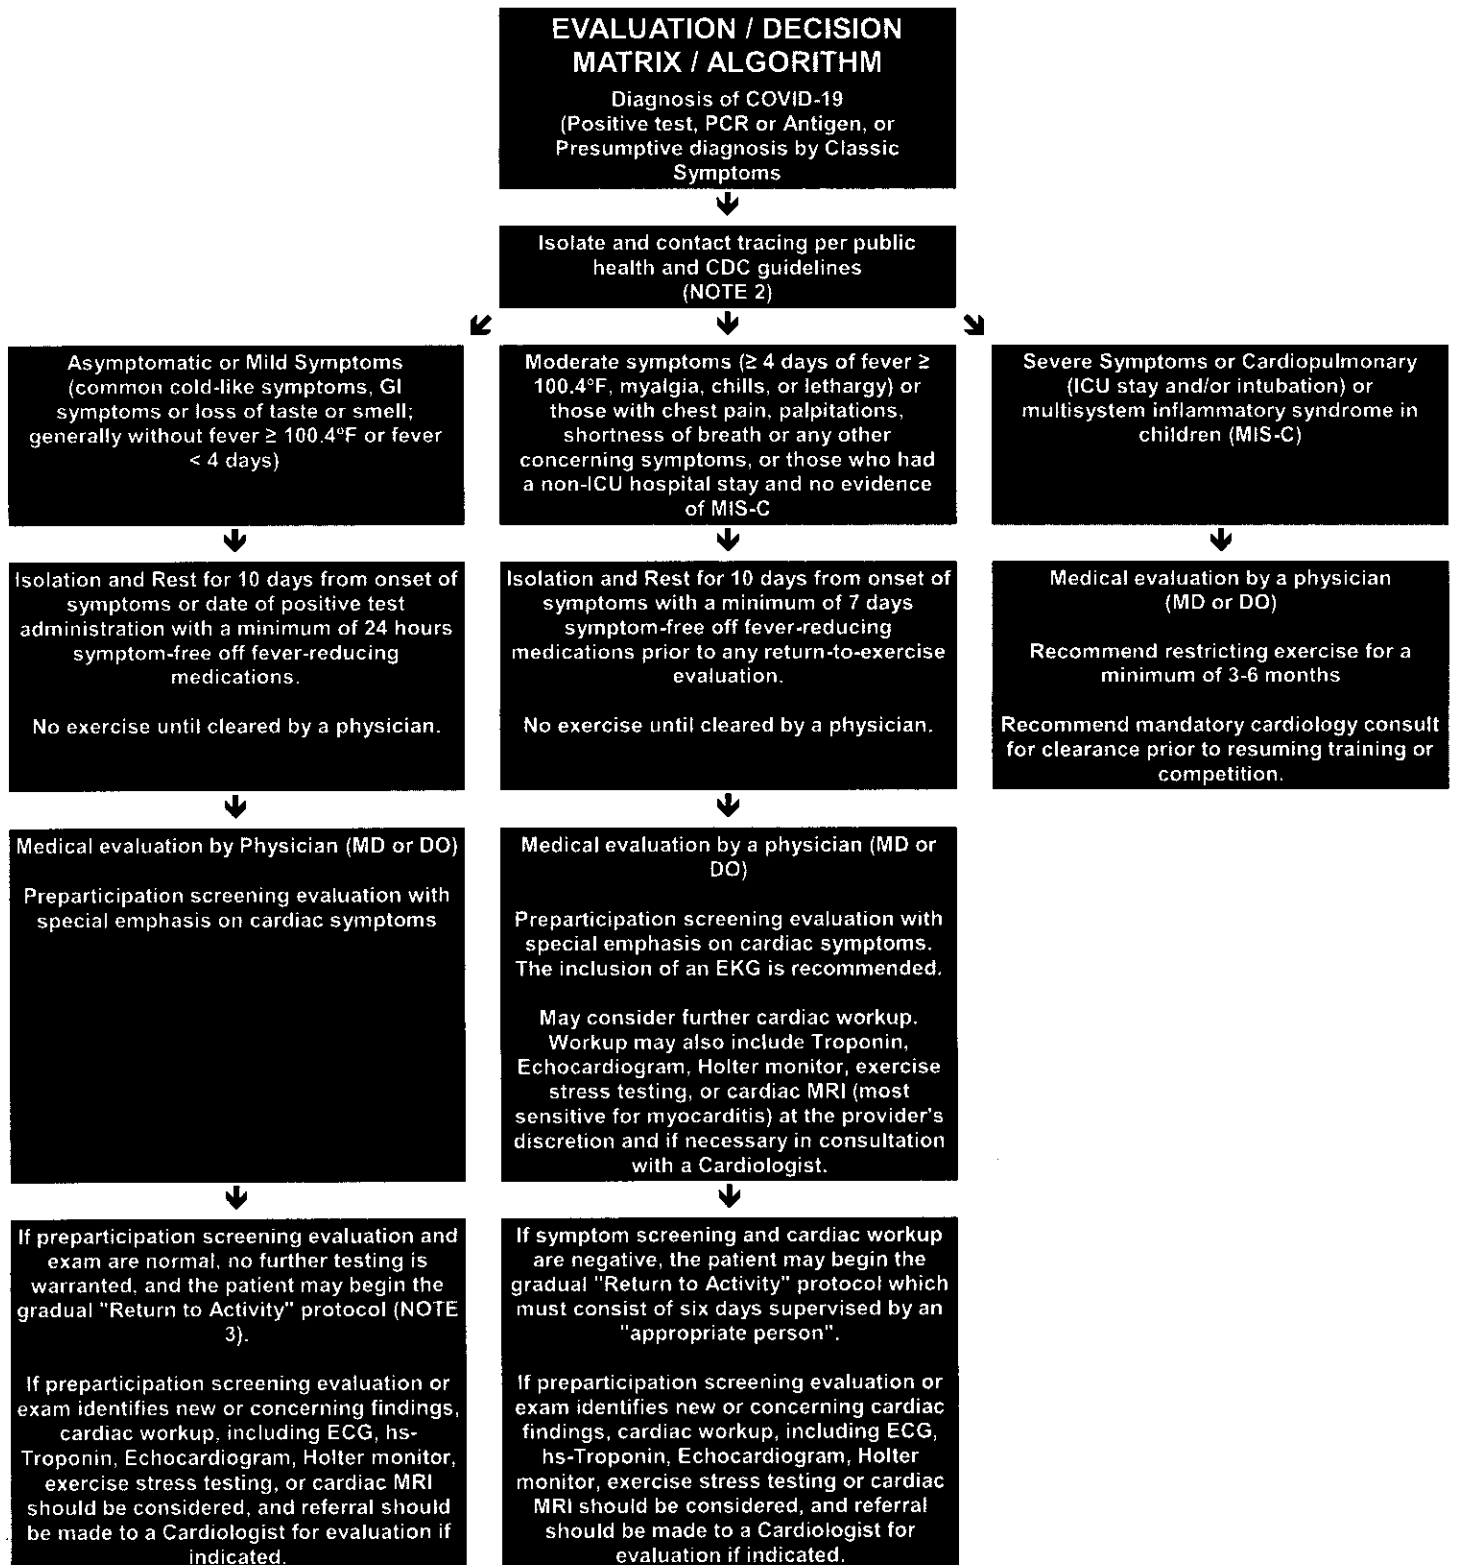 EVALUATION / DECISION
MATRIX / ALGORITHM
Diagnosis of COVID-19
(Positive test, PCR or Antigen, or
Presumptive diagnosis by Classic
Symptoms
Isolate and contact tracing per public
health and CDC guidelines
(NOTE 2)
Asymptomatic or Mild Symptoms
(common cold-like symptoms, GI
symptoms or loss of taste or smell;
generally without fever ≥ 100.4°F or fever
< 4 days)
Isolation and Rest for 10 days from onset of
symptoms or date of positive test
administration with a minimum of 24 hours
symptom-free off fever-reducing
medications.
No exercise until cleared by a physician.
Medical evaluation by Physician (MD or DO)
Preparticipation screening evaluation with
special emphasis on cardiac symptoms
If preparticipation screening evaluation and
exam are normal, no further testing is
warranted, and the patient may begin the
gradual "Return to Activity" protocol (NOTE
3).
If preparticipation screening evaluation or
exam identifies new or concerning findings,
cardiac workup, including ECG, hs-
Troponin, Echocardiogram, Holter monitor,
exercise stress testing, or cardiac MRI
should be considered, and referral should
be made to a Cardiologist for evaluation if
indicated.
Moderate symptoms (≥ 4 days of fever ≥
100.4°F, myalgia, chills, or lethargy) or
those with chest pain, palpitations,
shortness of breath or any other
concerning symptoms, or those who had
a non-ICU hospital stay and no evidence
of MIS-C
Isolation and Rest for 10 days from onset of
symptoms with a minimum of 7 days
symptom-free off fever-reducing
medications prior to any return-to-exercise
evaluation.
No exercise until cleared by a physician.
Medical evaluation by a physician (MD or
DO)
Preparticipation screening evaluation with
special emphasis on cardiac symptoms.
The inclusion of an EKG is recommended.
May consider further cardiac workup.
Workup may also include Troponin,
Echocardiogram, Holter monitor, exercise
stress testing, or cardiac MRI (most
sensitive for myocarditis) at the provider's
discretion and if necessary in consultation
with a Cardiologist.
If symptom screening and cardiac workup
are negative, the patient may begin the
gradual "Return to Activity" protocol which
must consist of six days supervised by an
"appropriate person".
If preparticipation screening evaluation or
exam identifies new or concerning cardiac
findings, cardiac workup, including ECG,
hs-Troponin, Echocardiogram, Holter
monitor, exercise stress testing or cardiac
MRI should be considered, and referral
should be made to a Cardiologist for
evaluation if indicated.
Severe Symptoms or Cardiopulmonary
(ICU stay and/or intubation) or
multisystem inflammatory syndrome in
children (MIS-C)
Medical evaluation by a physician
(MD or DO)
Recommend restricting exercise for a
minimum of 3-6 months
Recommend mandatory cardiology consult
for clearance prior to resuming training or
competition.